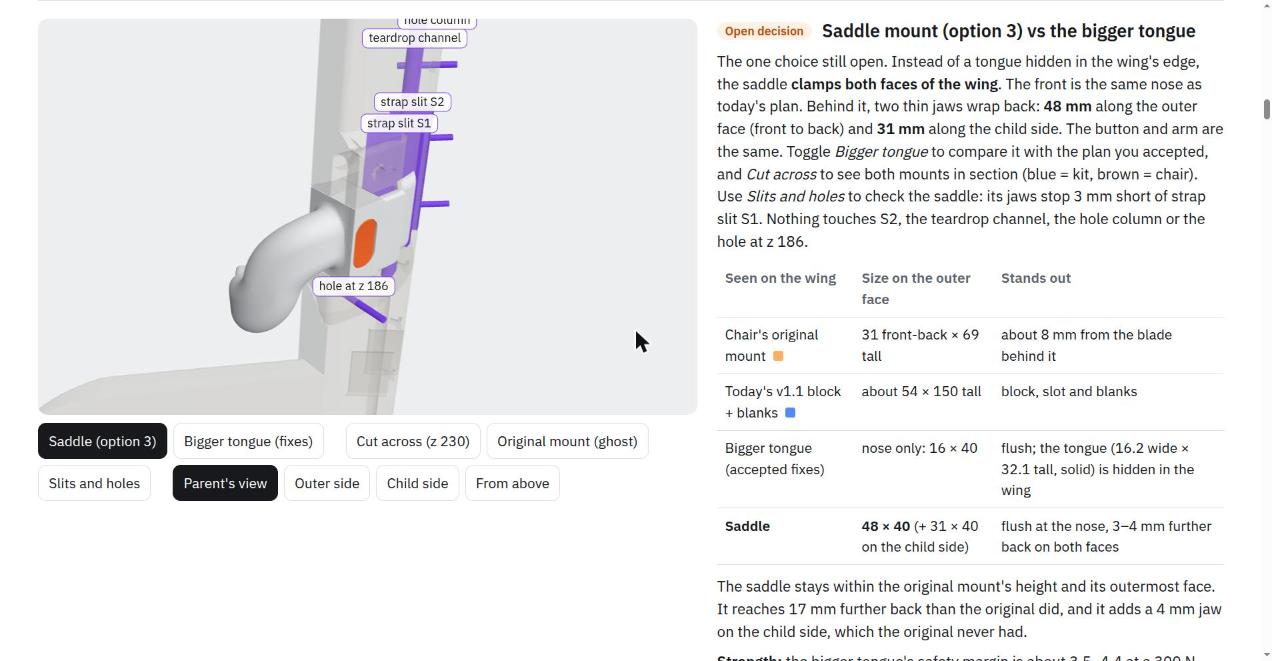 hole column
teardrop channel
strap slit S2
strap slit S1
hole at z 186
Saddle (option 3)
Bigger tongue (fixes)
Cut across (z 230)
Original mount (ghost)
Slits and holes
Parent's view
Outer side
Child side
From above
Open decision
Saddle mount (option 3) vs the bigger tongue
The one choice still open. Instead of a tongue hidden in the wing's edge,
the saddle clamps both faces of the wing. The front is the same nose as
today's plan. Behind it, two thin jaws wrap back: 48 mm along the outer
face (front to back) and 31 mm along the child side. The button and arm are
the same. Toggle Bigger tongue to compare it with the plan you accepted,
and Cut across to see both mounts in section (blue = kit, brown = chair).
Use Slits and holes to check the saddle: its jaws stop 3 mm short of strap
slit S1. Nothing touches S2, the teardrop channel, the hole column or the
hole at z 186.
Seen on the wing
Size on the outer
face
Stands out
Chair's original
mount
31 front-back × 69
tall
about 8 mm from the blade
behind it
Today's v1.1 block
+ blanks
about 54 × 150 tall
block, slot and blanks
Bigger tongue
(accepted fixes)
nose only: 16 × 40
flush; the tongue (16.2 wide ×
32.1 tall, solid) is hidden in the
wing
Saddle
48 × 40 (+ 31 × 40
on the child side)
flush at the nose, 3–4 mm further
back on both faces
The saddle stays within the original mount's height and its outermost face.
It reaches 17 mm further back than the original did, and it adds a 4 mm jaw
on the child side, which the original never had.
Strength: the bigger tongue's safety margin is about 3.5–4.4 at a 300 N